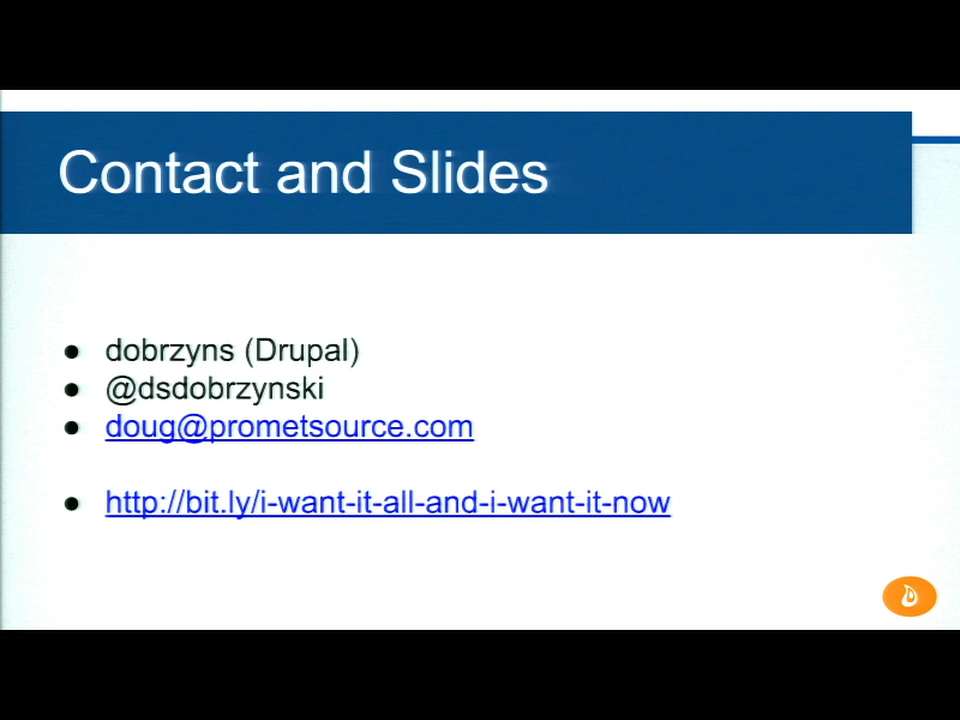 Contact and Slides
● dobrzyns (Drupal)
● @dsdobrzynski
● doug@prometsource.com
● http://bit.ly/i-want-it-all-and-i-want-it-now